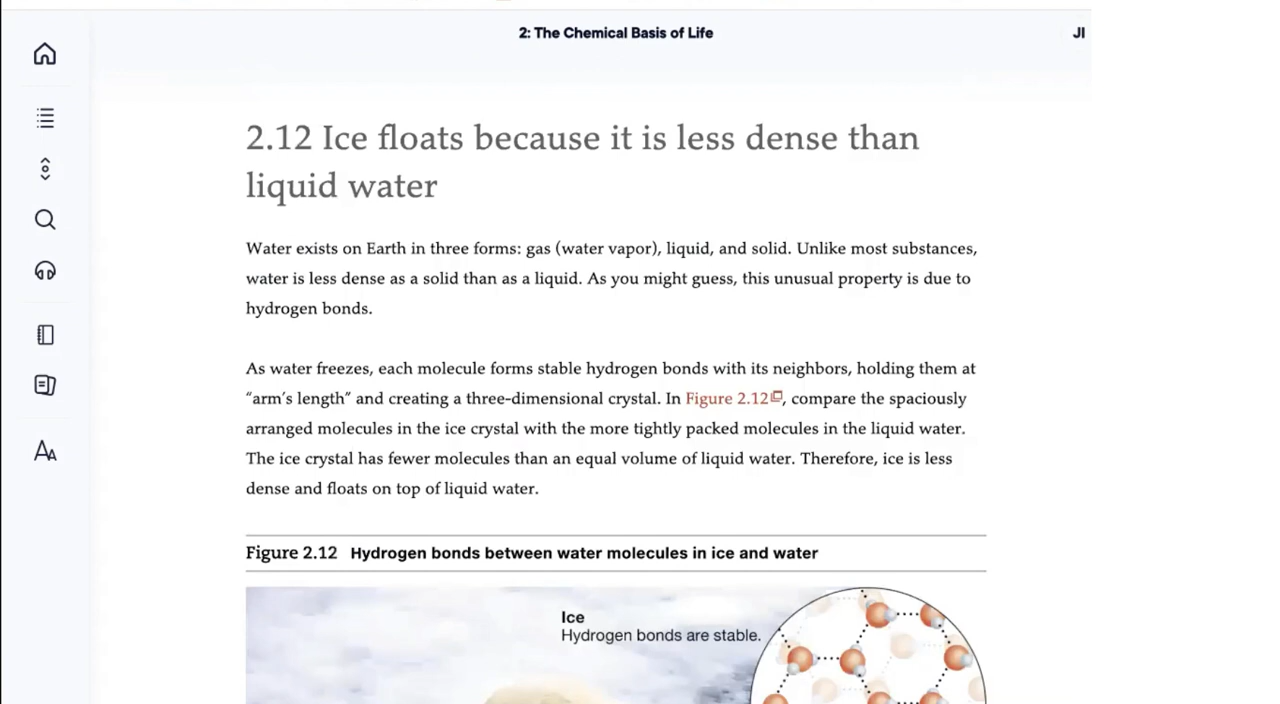 2: The Chemical Basis of Life
JI
2.12 Ice floats because it is less dense than
liquid water
Water exists on Earth in three forms: gas (water vapor), liquid, and solid. Unlike most substances,
water is less dense as a solid than as a liquid. As you might guess, this unusual property is due to
hydrogen bonds.
As water freezes, each molecule forms stable hydrogen bonds with its neighbors, holding them at
“arm’s length” and creating a three-dimensional crystal. In Figure 2.12, compare the spaciously
arranged molecules in the ice crystal with the more tightly packed molecules in the liquid water.
The ice crystal has fewer molecules than an equal volume of liquid water. Therefore, ice is less
dense and floats on top of liquid water.
Figure 2.12 Hydrogen bonds between water molecules in ice and water
Ice
Hydrogen bonds are stable.